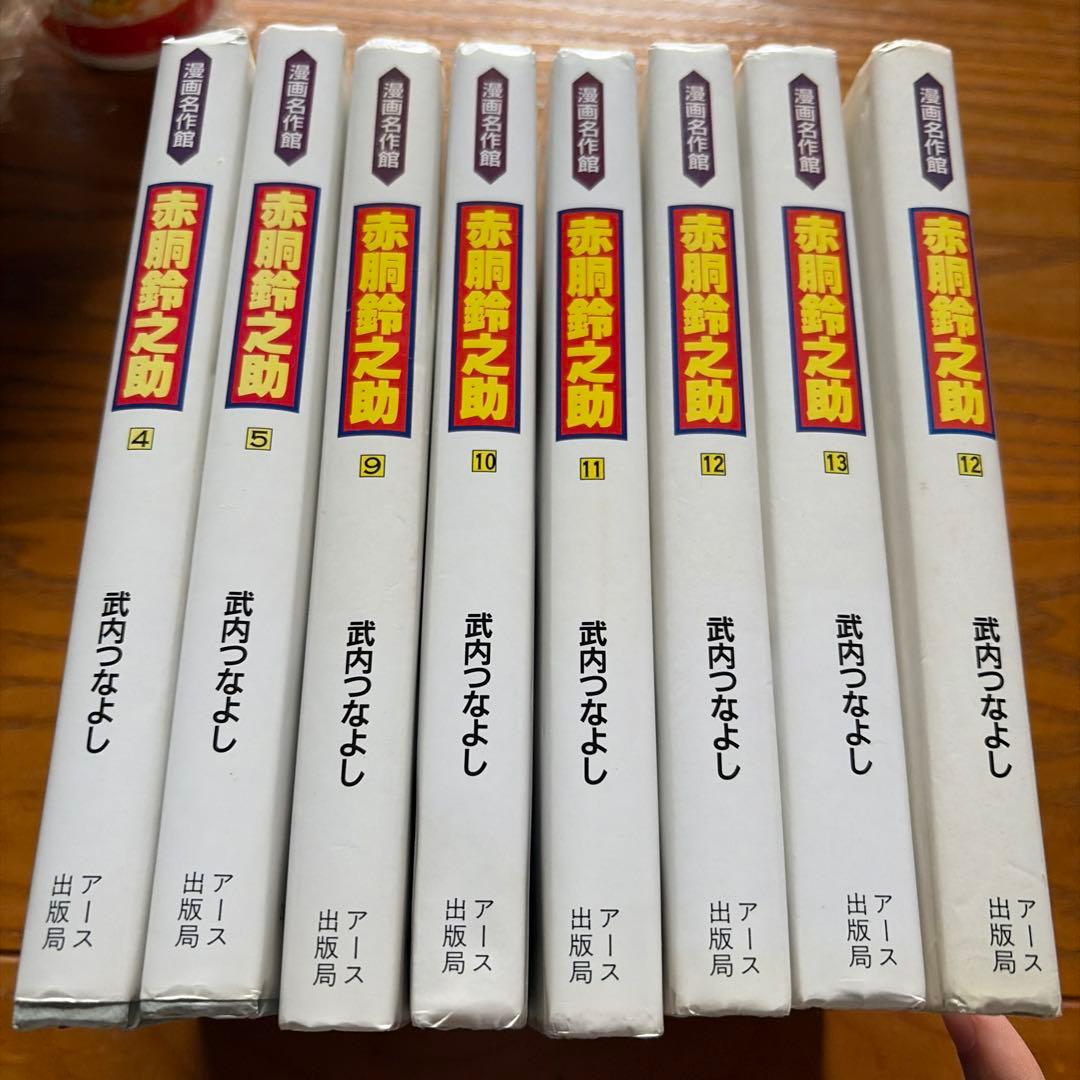 漫画名作館
赤胴鈴之助
4
武内つなよし
アース
出版局
漫画名作館
赤胴鈴之助
5
武内つなよし
アース
出版局
漫画名作館
赤胴鈴之助
9
武内つなよし
アース
出版局
漫画名作館
赤胴鈴之助
10
武内つなよし
アース
出版局
漫画名作館
赤胴鈴之助
11
武内つなよし
アース
出版局
漫画名作館
赤胴鈴之助
12
武内つなよし
アース
出版局
漫画名作館
赤胴鈴之助
13
武内つなよし
アース
出版局
漫画名作館
赤胴鈴之助
12
武内つなよし
アース
出版局